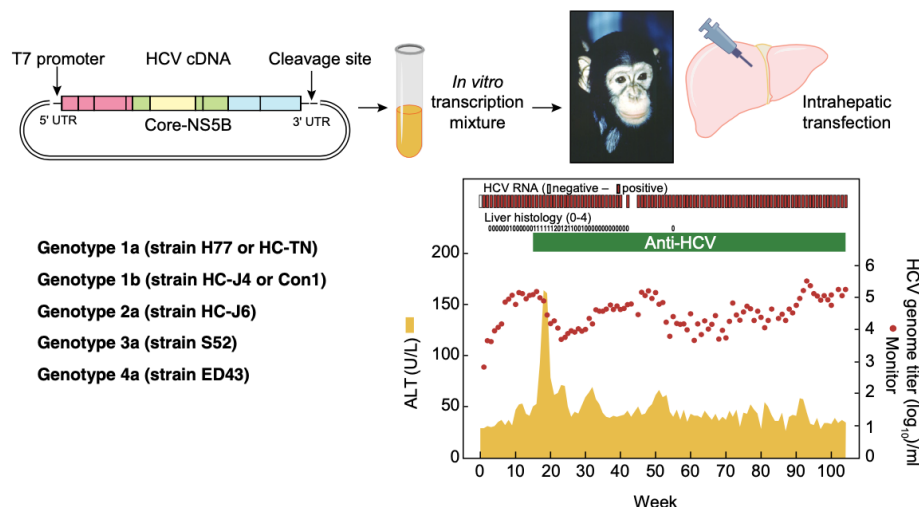 T7 promoter
HCV cDNA
Cleavage site
5' UTR
Core-NS5B
3' UTR
In vitro
transcription
mixture
Intrahepatic
transfection
Genotype 1a (strain H77 or HC-TN)
Genotype 1b (strain HC-J4 or Con1)
Genotype 2a (strain HC-J6)
Genotype 3a (strain S52)
Genotype 4a (strain ED43)
HCV RNA (negative – positive)
Liver histology (0-4)
Anti-HCV
200
150
100
50
0
ALT (U/L)
6
5
4
3
2
1
0
HCV genome titer (log10)/ml
Monitor
0 10 20 30 40 50 60 70 80 90 100
Week